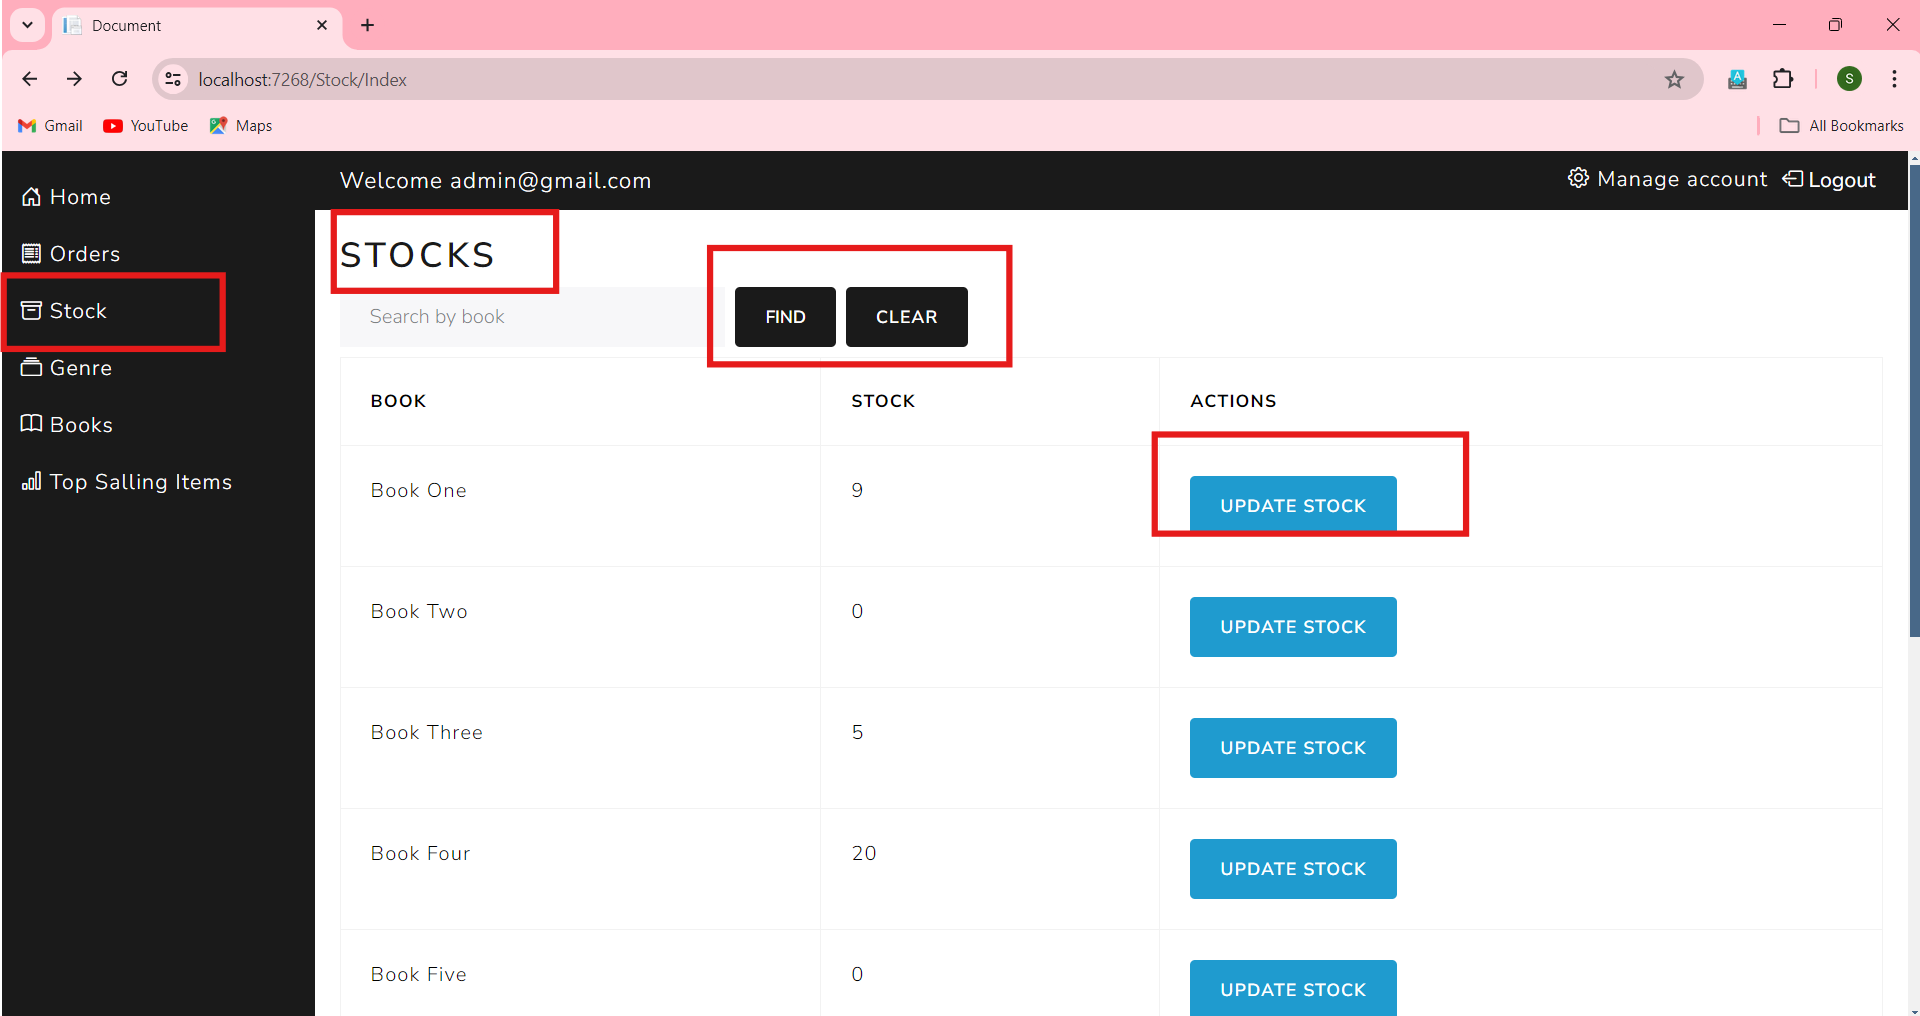 Document
localhost:7268/Stock/Index
S
Gmail YouTube Maps All Bookmarks
Welcome admin@gmail.com Manage account Logout
Home
Orders
Stock
Genre
Books
Top Salling Items
STOCKS
Search by book FIND CLEAR
BOOK STOCK ACTIONS
Book One 9 UPDATE STOCK
Book Two 0 UPDATE STOCK
Book Three 5 UPDATE STOCK
Book Four 20 UPDATE STOCK
Book Five 0 UPDATE STOCK